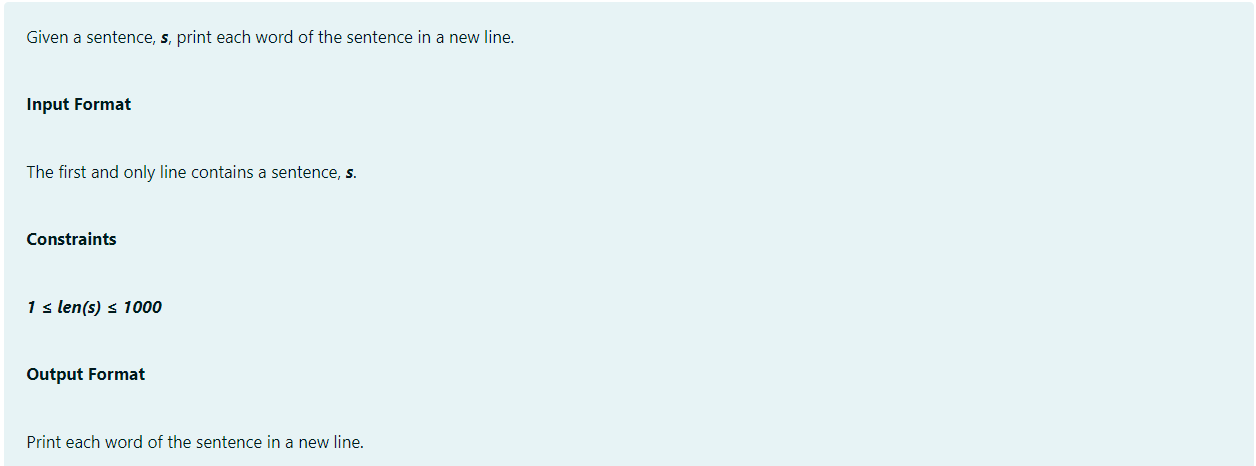 Given a sentence, s, print each word of the sentence in a new line.
Input Format
The first and only line contains a sentence, s.
Constraints
1 ≤ len(s) ≤ 1000
Output Format
Print each word of the sentence in a new line.